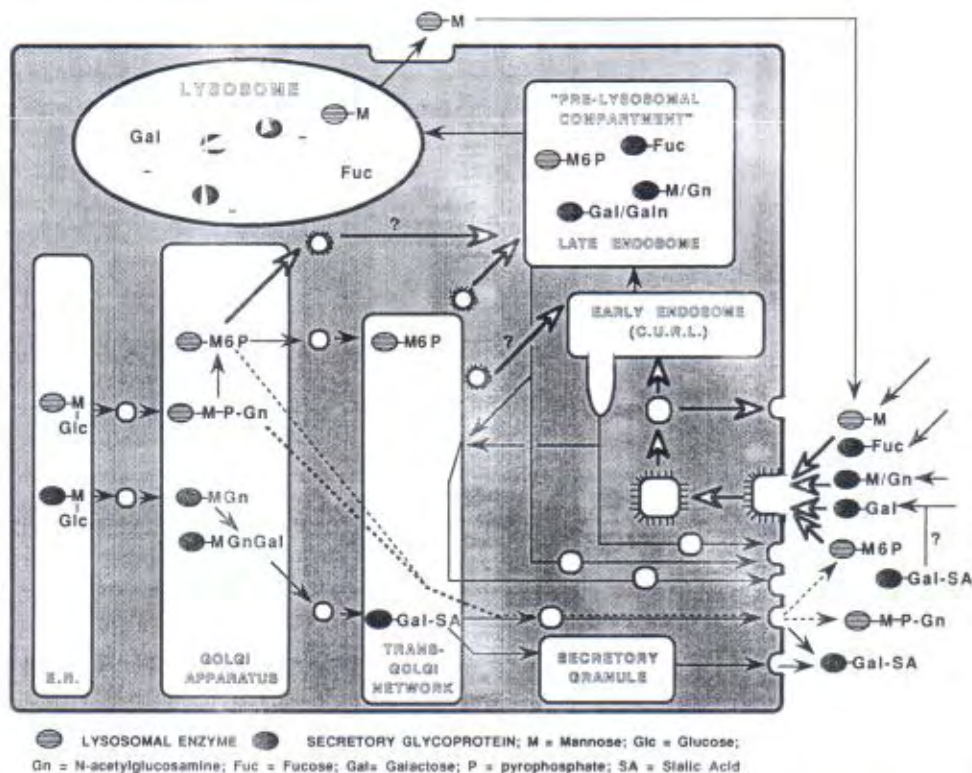 M
LYSOSOME
M
Gal
Fuc
"PRE-LYSOSOMAL
COMPARTMENT"
M6P
Fuc
M/Gn
Gal/Galn
LATE ENDOSOME
?
EARLY ENDOSOME
(C.U.R.L.)
?
M6P
M6P
M
Glc
M-P-Gn
M
Glc
MGn
MGnGal
Gal-SA
E.R.
GOLGI
APPARATUS
TRANS-
GOLGI
NETWORK
SECRETORY
GRANULE
M
Fuc
M/Gn
Gal
?
M6P
Gal-SA
M-P-Gn
Gal-SA
LYSOSOMAL ENZYME SECRETORY GLYCOPROTEIN; M = Mannose; Glc = Glucose;
Gn = N-acetylglucosamine; Fuc = Fucose; Gal= Galactose; P = pyrophosphate; SA = Sialic Acid